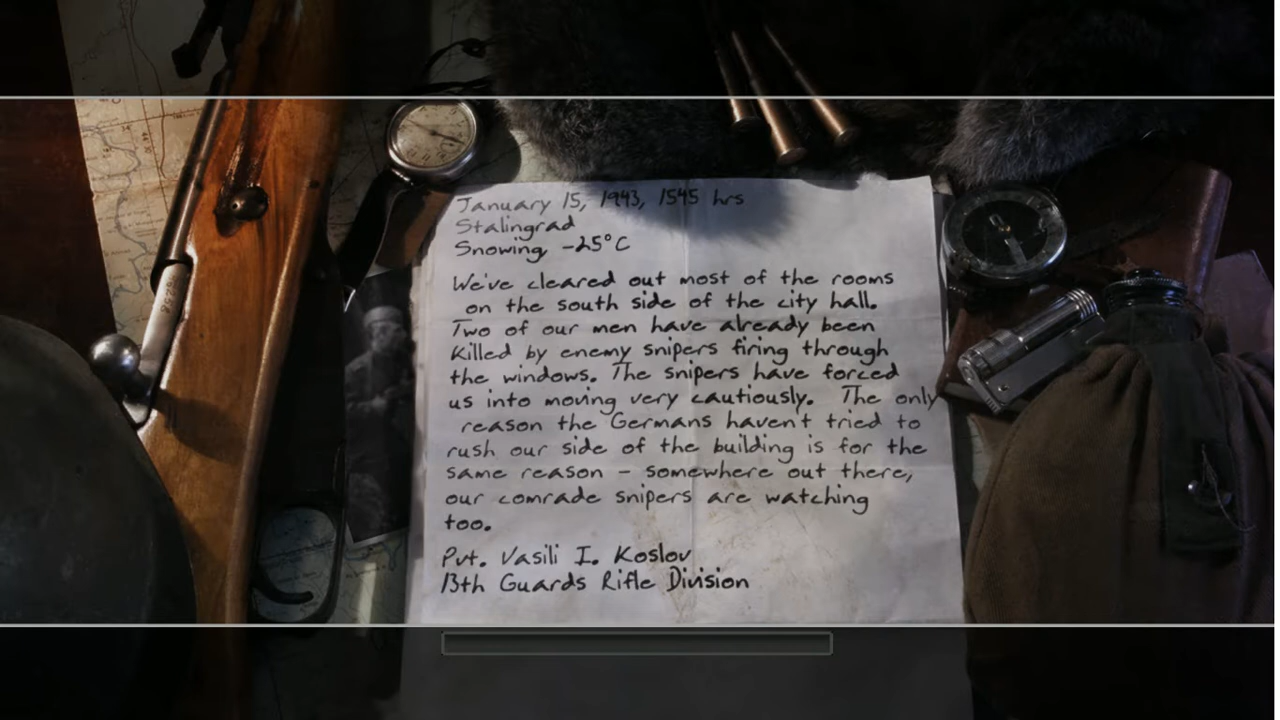 January 15, 1943, 1545 hrs
Stalingrad
Snowing -25°C
We've cleared out most of the rooms
on the south side of the city hall.
Two of our men have already been
killed by enemy snipers firing through
the windows. The snipers have forced
us into moving very cautiously. The only
reason the Germans haven't tried to
rush our side of the building is for the
same reason - somewhere out there,
our comrade snipers are watching
too.
Pvt. Vasili I. Koslov
13th Guards Rifle Division